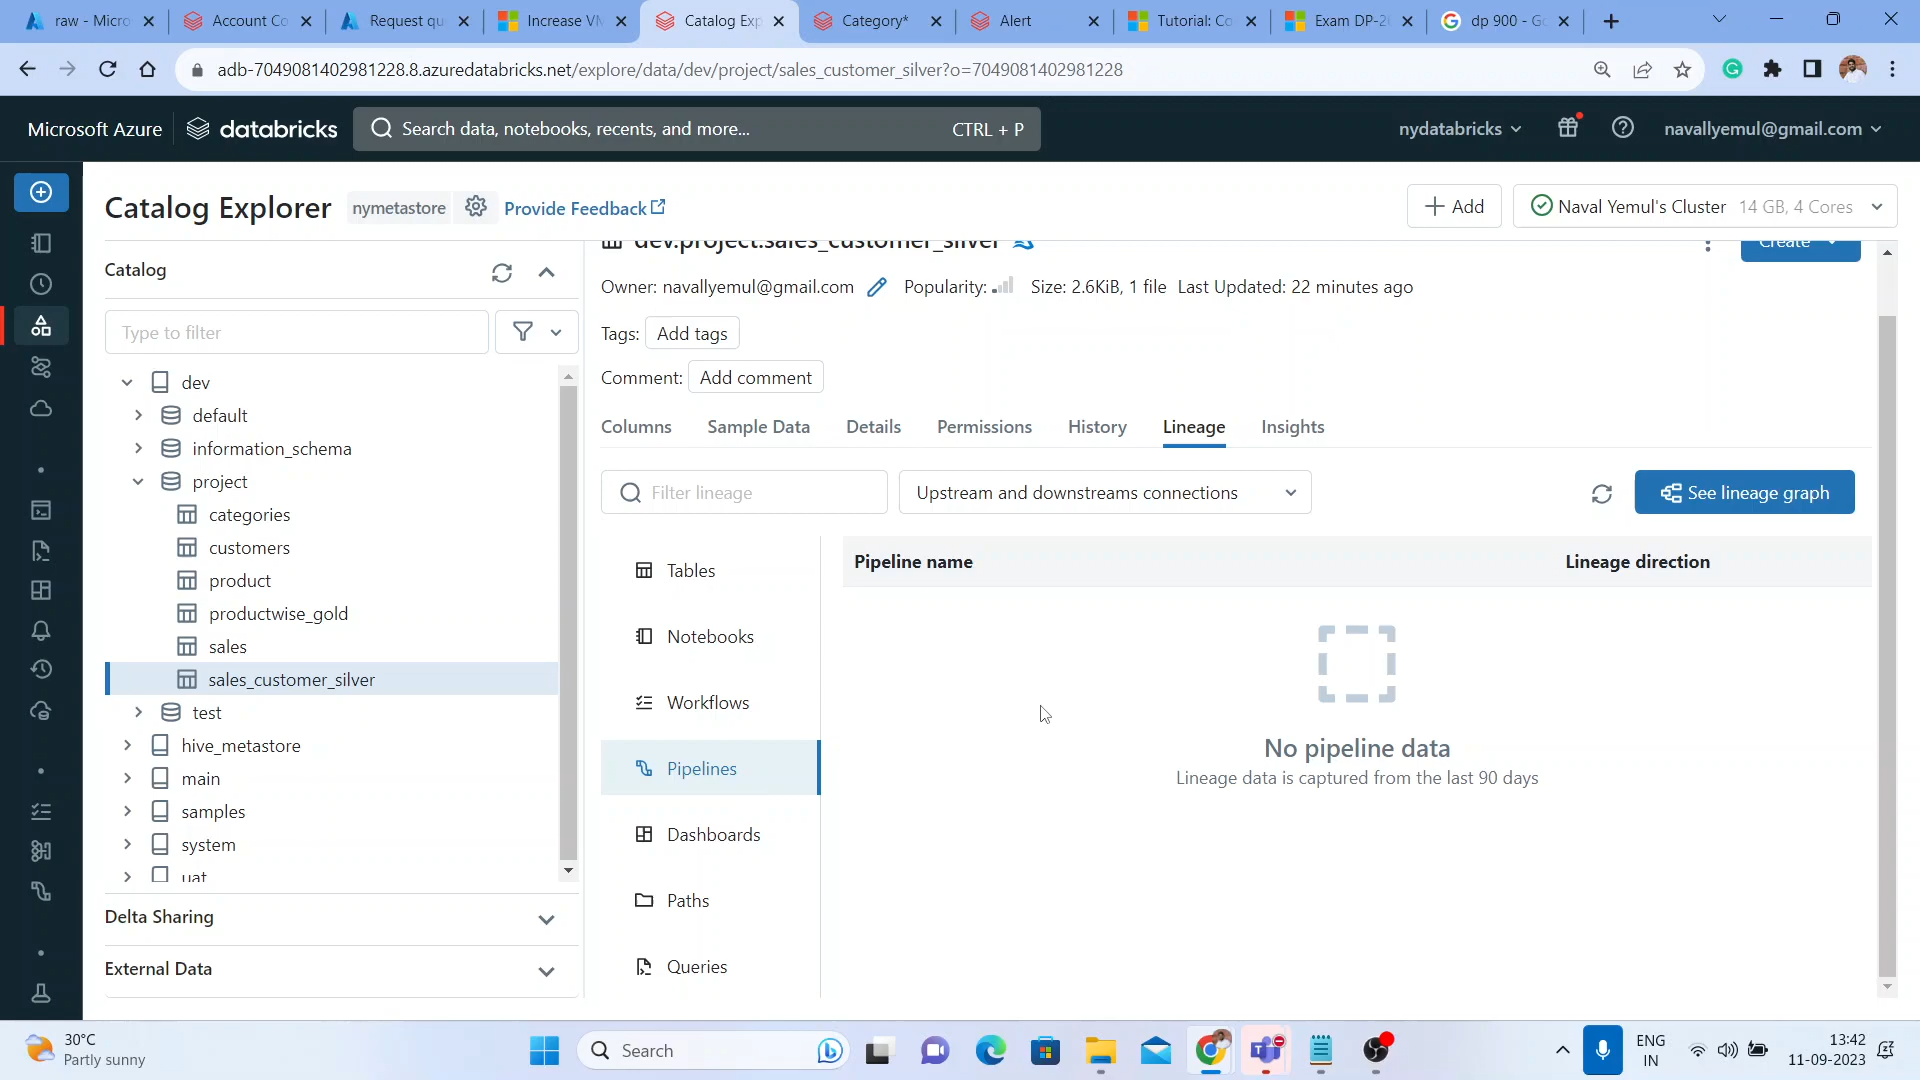 raw - Micro
Account Co
Request qu
Increase VM
Catalog Exp
Category*
Alert
Tutorial: Co
Exam DP-20
dp 900 - Go
adb-7049081402981228.8.azuredatabricks.net/explore/data/dev/project/sales_customer_silver?o=7049081402981228
Microsoft Azure
databricks
Search data, notebooks, recents, and more...
CTRL + P
nydatabricks
navallyemul@gmail.com
Catalog Explorer
nymetastore
Provide Feedback
Add
Naval Yemul's Cluster 14 GB, 4 Cores
Catalog
Type to filter
dev
default
information_schema
project
categories
customers
product
productwise_gold
sales
sales_customer_silver
test
hive_metastore
main
samples
system
uat
Delta Sharing
External Data
dev.project.sales_customer_silver
Create
Owner: navallyemul@gmail.com
Popularity:
Size: 2.6KiB, 1 file
Last Updated: 22 minutes ago
Tags: Add tags
Comment: Add comment
Columns
Sample Data
Details
Permissions
History
Lineage
Insights
Filter lineage
Upstream and downstreams connections
See lineage graph
Tables
Notebooks
Workflows
Pipelines
Dashboards
Paths
Queries
Pipeline name
Lineage direction
No pipeline data
Lineage data is captured from the last 90 days
30°C
Partly sunny
Search
ENG
IN
13:42
11-09-2023